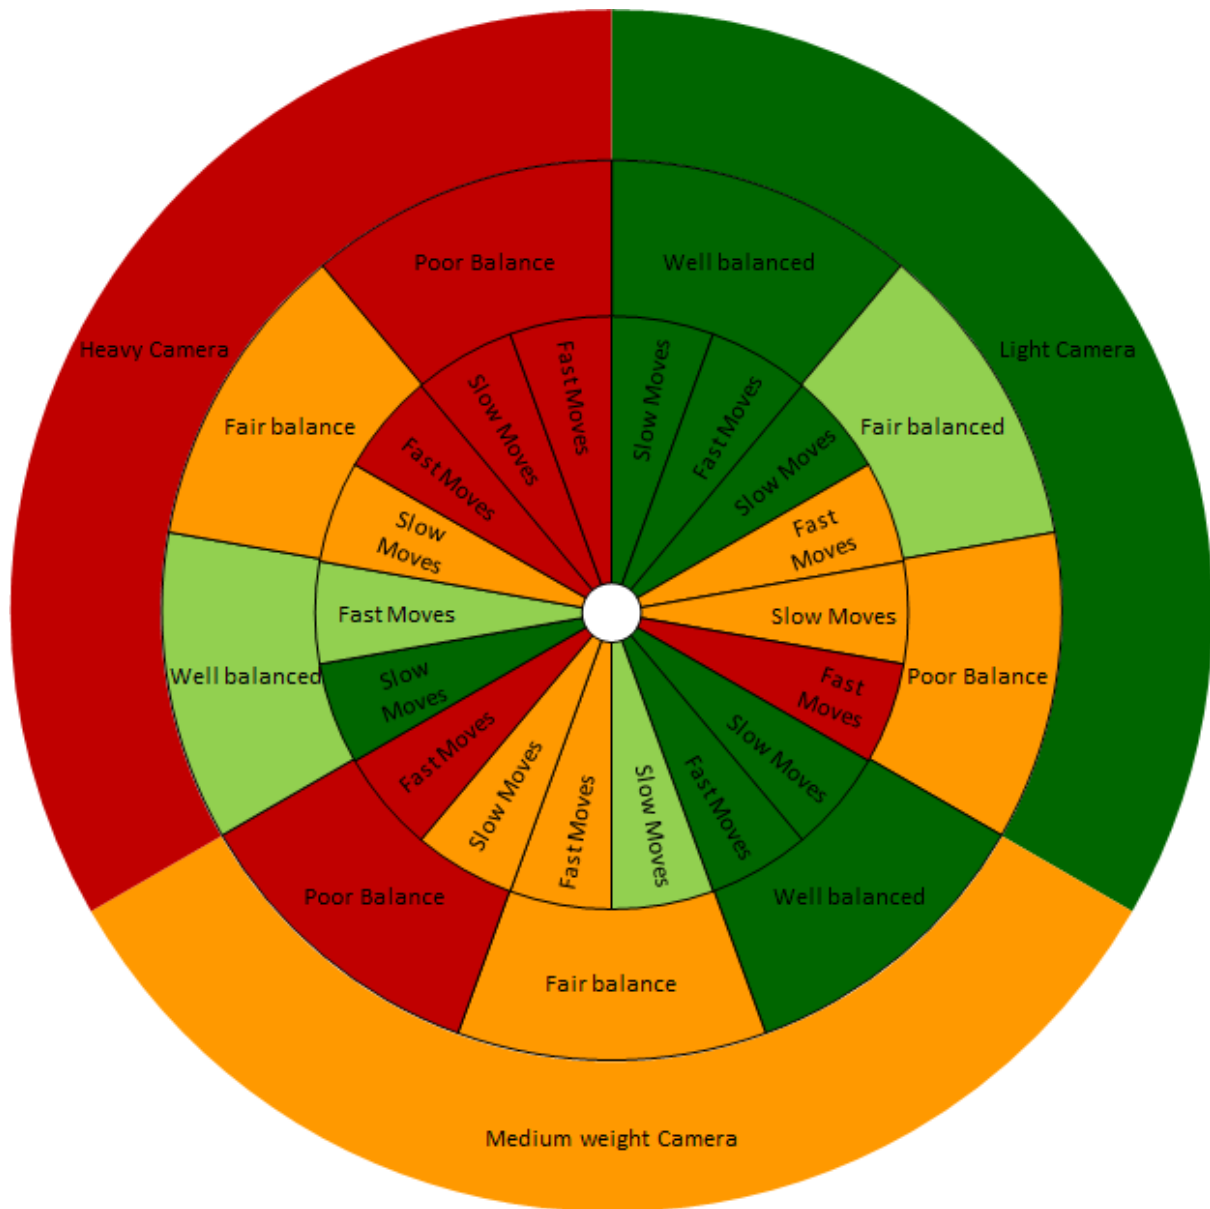 Poor Balance
Well balanced
Heavy Camera
Light Camera
Fair balance
Fair balanced
Slow Moves
Fast Moves
Slow Moves
Fast Moves
Slow Moves
Fast Moves
Fast
Moves
Slow
Moves
Fast Moves
Slow Moves
Well balanced
Poor Balance
Slow
Moves
Fast
Moves
Fast Moves
Slow Moves
Fast Moves
Slow Moves
Fast Moves
Slow Moves
Poor Balance
Well balanced
Fair balance
Medium weight Camera